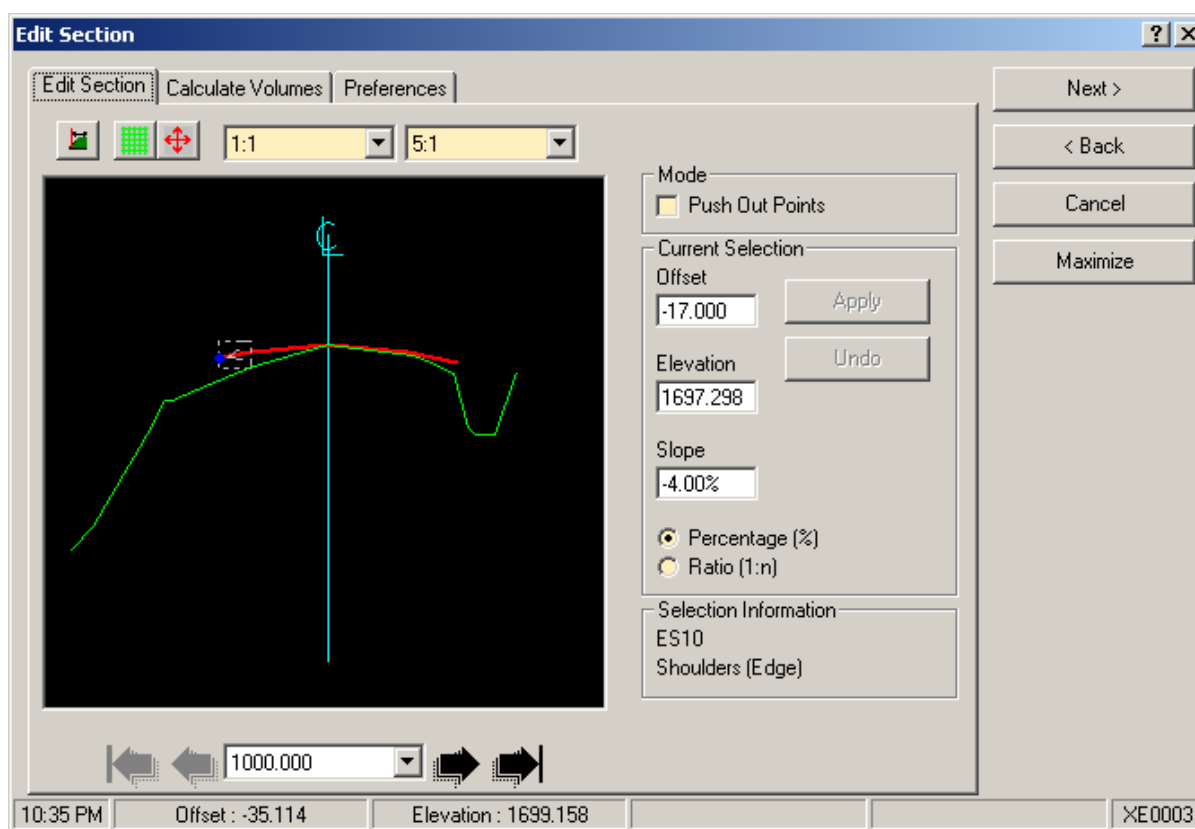 Edit Section
? X
Edit Section Calculate Volumes Preferences
1:1 5:1
Next >
< Back
Cancel
Maximize
CL
Mode
Push Out Points
Current Selection
Offset
-17.000
Apply
Undo
Elevation
1697.298
Slope
-4.00%
Percentage (%)
Ratio (1:n)
Selection Information
ES10
Shoulders (Edge)
1000.000
10:35 PM Offset : -35.114 Elevation : 1699.158 XE0003